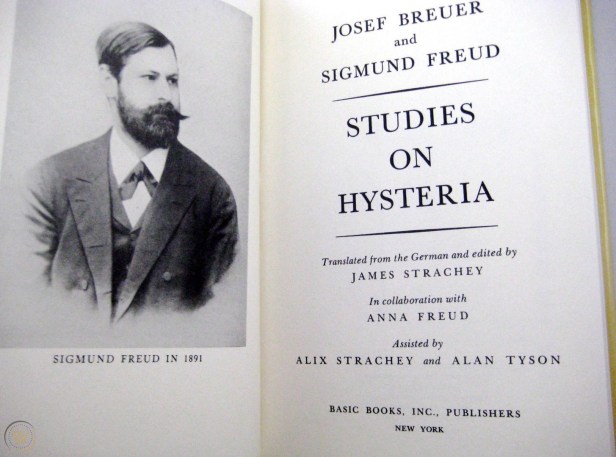 SIGMUND FREUD IN 1891
JOSEF BREUER
and
SIGMUND FREUD
STUDIES
ON
HYSTERIA
Translated from the German and edited by
JAMES STRACHEY
In collaboration with
ANNA FREUD
Assisted by
ALIX STRACHEY and ALAN TYSON
BASIC BOOKS, INC., PUBLISHERS
NEW YORK